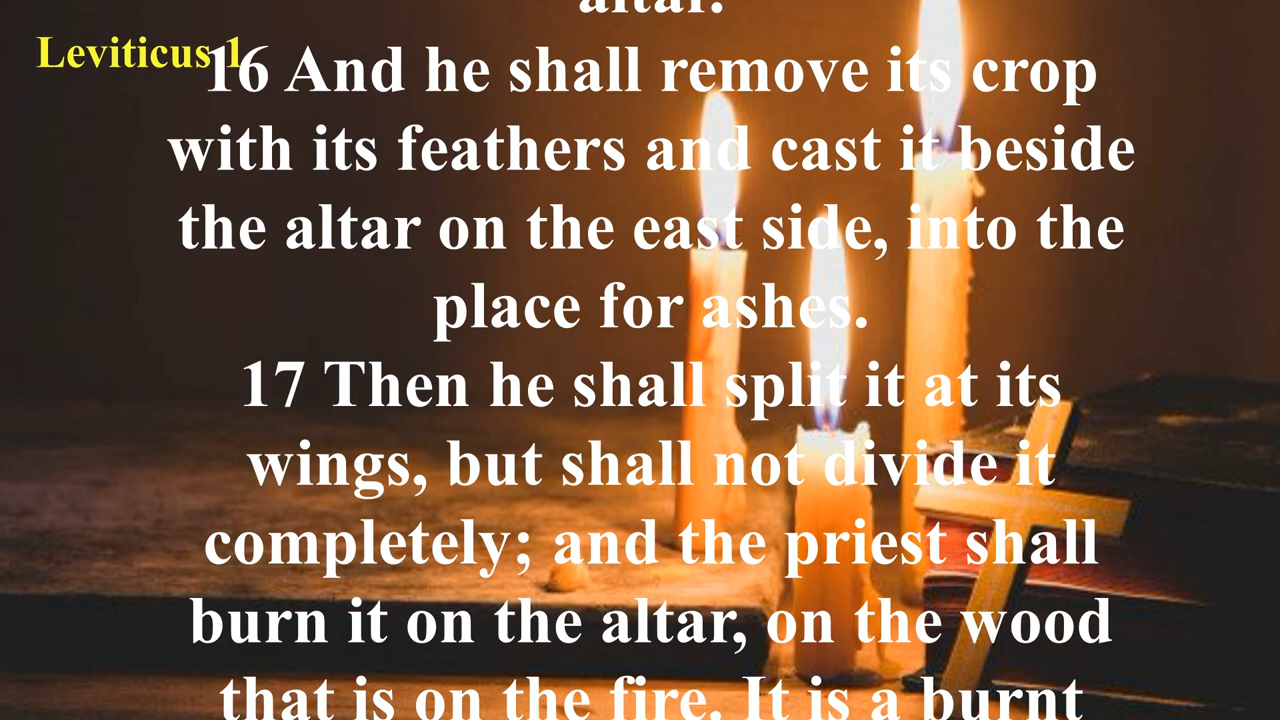 altar.
Leviticus 1
16 And he shall remove its crop
with its feathers and cast it beside
the altar on the east side, into the
place for ashes.
17 Then he shall split it at its
wings, but shall not divide it
completely; and the priest shall
burn it on the altar, on the wood
that is on the fire. It is a burnt